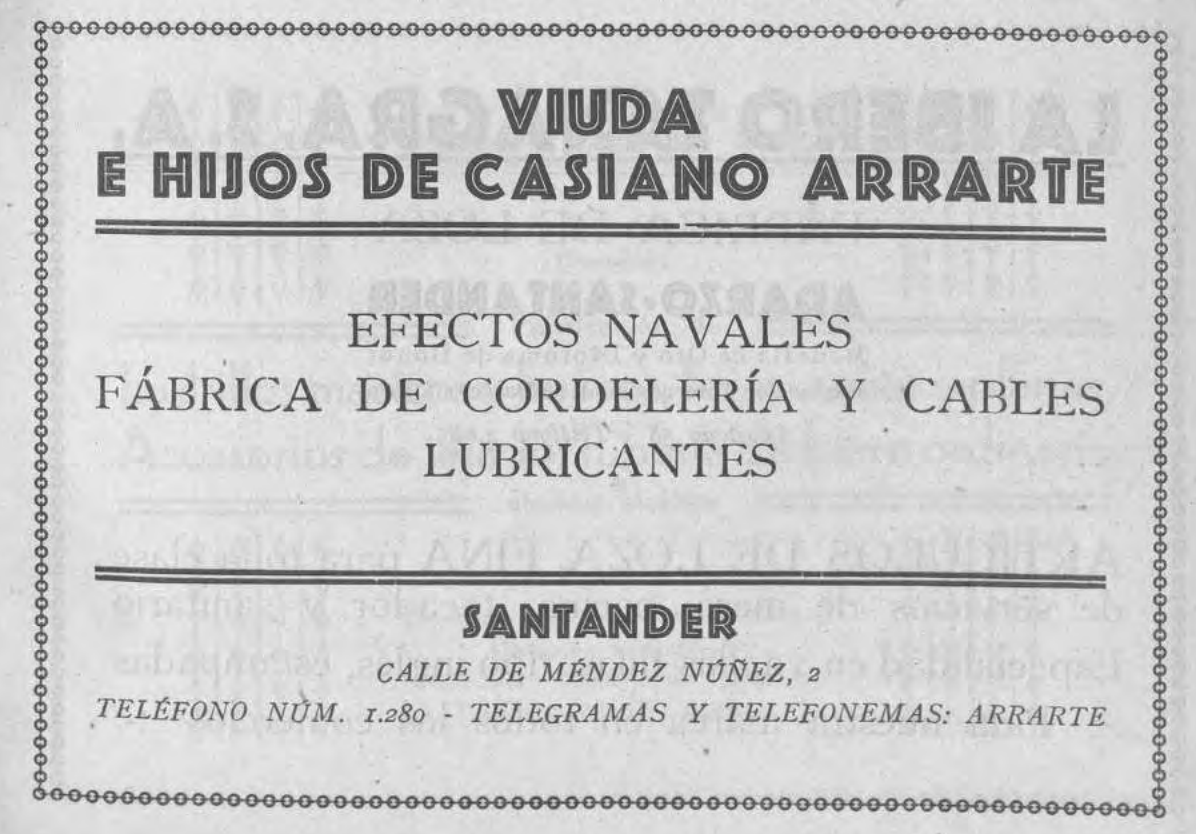 VIUDA
E HIJOS DE CASIANO ARRARTE
EFECTOS NAVALES
FÁBRICA DE CORDELERÍA Y CABLES
LUBRICANTES
SANTANDER
CALLE DE MÉNDEZ NÚÑEZ, 2
TELÉFONO NÚM. 1.280 - TELEGRAMAS Y TELEFONEMAS: ARRARTE